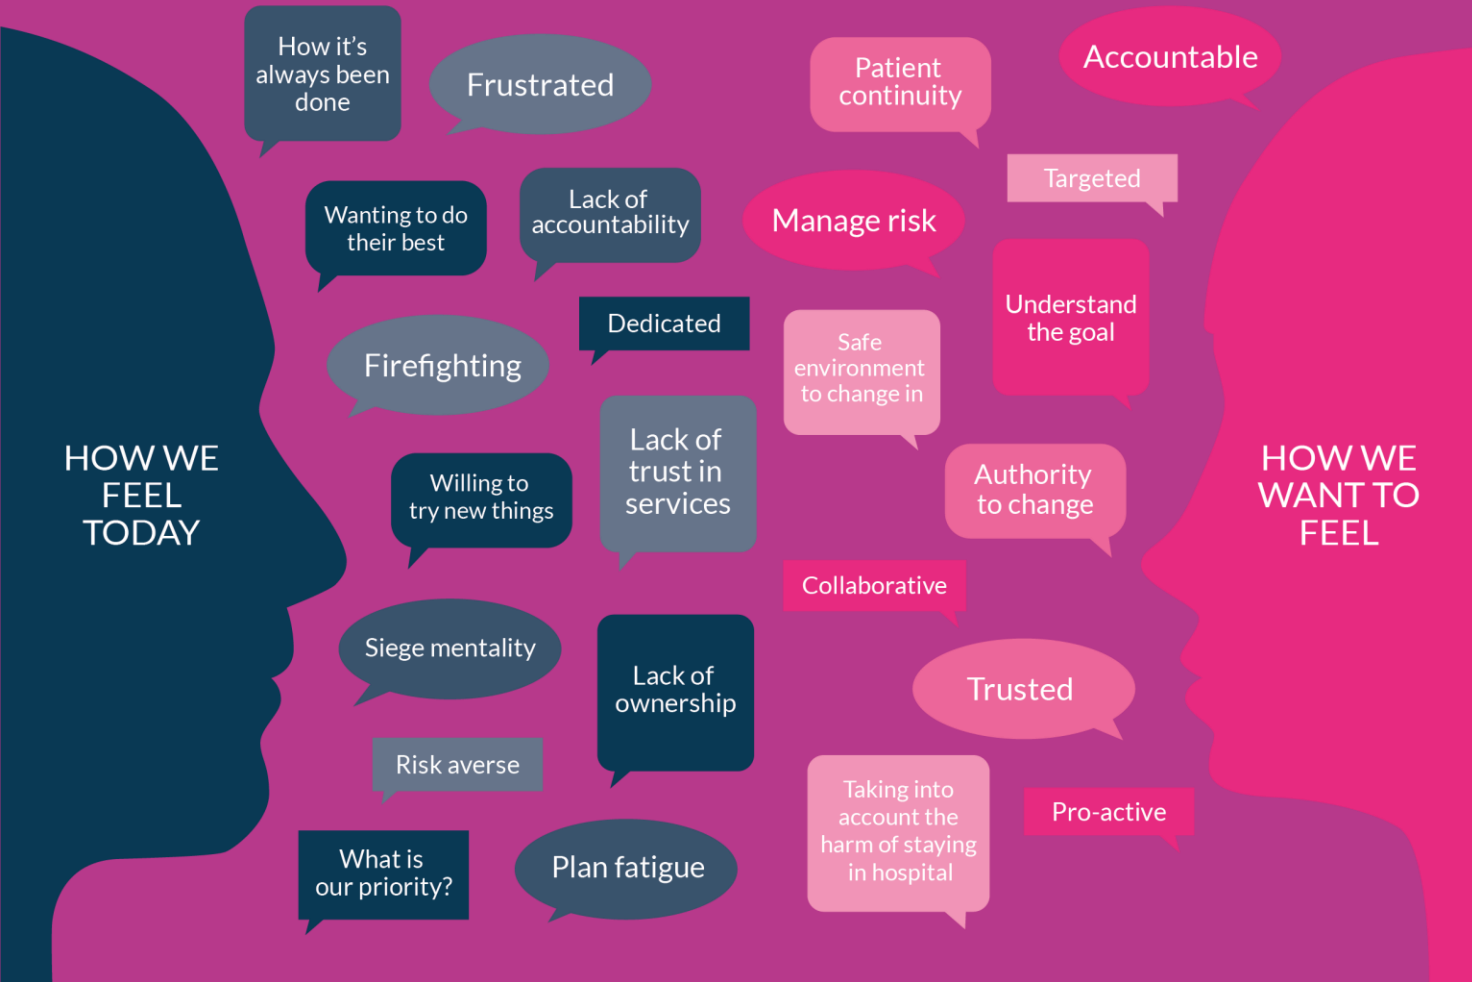 How it’s
always been
done
Frustrated
Wanting to do
their best
Lack of
accountability
Firefighting
Dedicated
Willing to
try new things
Lack of
trust in
services
HOW WE
FEEL
TODAY
Siege mentality
Lack of
ownership
Risk averse
What is
our priority?
Plan fatigue
Patient
continuity
Accountable
Targeted
Manage risk
Understand
the goal
Safe
environment
to change in
Authority
to change
HOW WE
WANT TO
FEEL
Collaborative
Trusted
Taking into
account the
harm of staying
in hospital
Pro-active